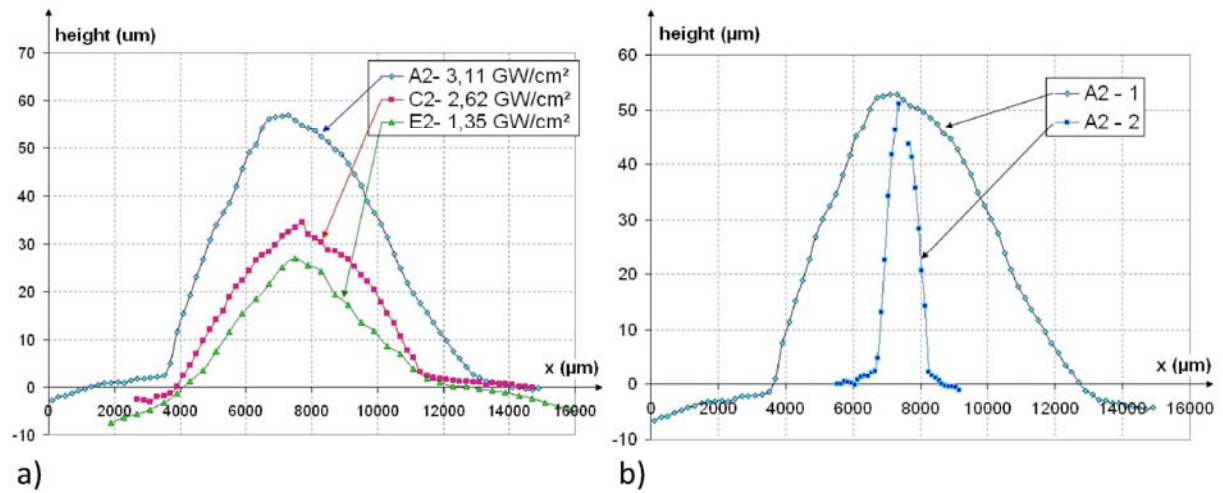 height (um)
70
60
50
40
30
20
10
0
-10
0 2000 4000 6000 8000 10000 12000 14000 16000
x (µm)
A2- 3,11 GW/cm²
C2- 2,62 GW/cm²
E2- 1,35 GW/cm²
a)
height (µm)
60
50
40
30
20
10
0
-10
0 2000 4000 6000 8000 10000 12000 14000 16000
x (µm)
A2 - 1
A2 - 2
b)